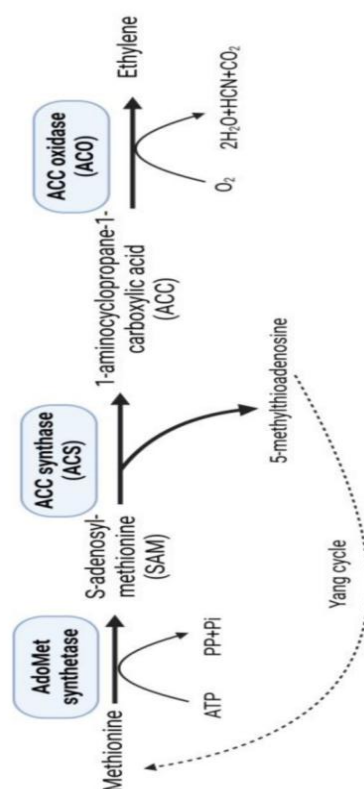 AdoMet
synthetase
ACC synthase
(ACS)
ACC oxidase
(ACO)
Methionine
S-adenosyl-
methionine
(SAM)
1-aminocyclopropane-1-
carboxylic acid
(ACC)
Ethylene
ATP
PP+Pi
O₂
2H₂O+HCN+CO₂
5-methylthioadenosine
Yang cycle